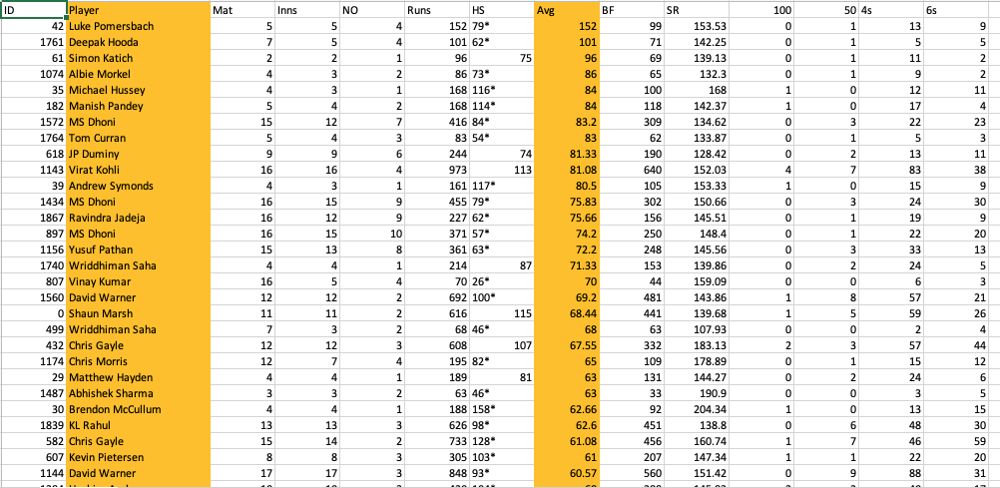 ID Player Mat Inns NO Runs HS Avg BF SR 100 50 4s 6s
42 Luke Pomersbach 5 5 4 152 79* 152 99 153.53 0 1 13 9
1761 Deepak Hooda 7 5 4 101 62* 101 71 142.25 0 1 5 5
61 Simon Katich 2 2 1 96 75 96 69 139.13 0 1 11 2
1074 Albie Morkel 4 3 2 86 73* 86 65 132.3 0 1 9 2
35 Michael Hussey 4 3 1 168 116* 84 100 168 1 0 12 11
182 Manish Pandey 5 4 2 168 114* 84 118 142.37 1 0 17 4
1572 MS Dhoni 15 12 7 416 84* 83.2 309 134.62 0 3 22 23
1764 Tom Curran 5 4 3 83 54* 83 62 133.87 0 1 5 3
618 JP Duminy 9 9 6 244 74 81.33 190 128.42 0 2 13 11
1143 Virat Kohli 16 16 4 973 113 81.08 640 152.03 4 7 83 38
39 Andrew Symonds 4 3 1 161 117* 80.5 105 153.33 1 0 15 9
1434 MS Dhoni 16 15 9 455 79* 75.83 302 150.66 0 3 24 30
1867 Ravindra Jadeja 16 12 9 227 62* 75.66 156 145.51 0 1 19 9
897 MS Dhoni 16 15 10 371 57* 74.2 250 148.4 0 1 22 20
1156 Yusuf Pathan 15 13 8 361 63* 72.2 248 145.56 0 3 33 13
1740 Wriddhiman Saha 4 4 1 214 87 71.33 153 139.86 0 2 24 5
807 Vinay Kumar 16 5 4 70 26* 70 44 159.09 0 0 6 3
1560 David Warner 12 12 2 692 100* 69.2 481 143.86 1 8 57 21
0 Shaun Marsh 11 11 2 616 115 68.44 441 139.68 1 5 59 26
499 Wriddhiman Saha 7 3 2 68 46* 68 63 107.93 0 0 2 4
432 Chris Gayle 12 12 3 608 107 67.55 332 183.13 2 3 57 44
1174 Chris Morris 12 7 4 195 82* 65 109 178.89 0 1 15 12
29 Matthew Hayden 4 4 1 189 81 63 131 144.27 0 2 24 6
1487 Abhishek Sharma 3 3 2 63 46* 63 33 190.9 0 0 3 5
30 Brendon McCullum 4 4 1 188 158* 62.66 92 204.34 1 0 13 15
1839 KL Rahul 13 13 3 626 98* 62.6 451 138.8 0 6 48 30
582 Chris Gayle 15 14 2 733 128* 61.08 456 160.74 1 7 46 59
607 Kevin Pietersen 8 8 3 305 103* 61 207 147.34 1 1 22 20
1144 David Warner 17 17 3 848 93* 60.57 560 151.42 0 9 88 31